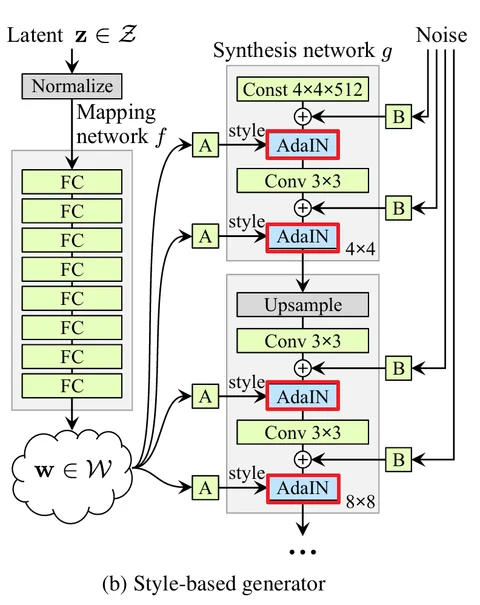 Latent z ∈ Z
Noise
Synthesis network g
Normalize
Const 4×4×512
Mapping
network f
B
style
A
AdaIN
FC
Conv 3×3
FC
B
style
A
AdaIN
FC
4×4
FC
FC
Upsample
FC
Conv 3×3
FC
B
FC
style
A
AdaIN
Conv 3×3
w ∈ W
B
style
A
AdaIN
8×8
...
(b) Style-based generator